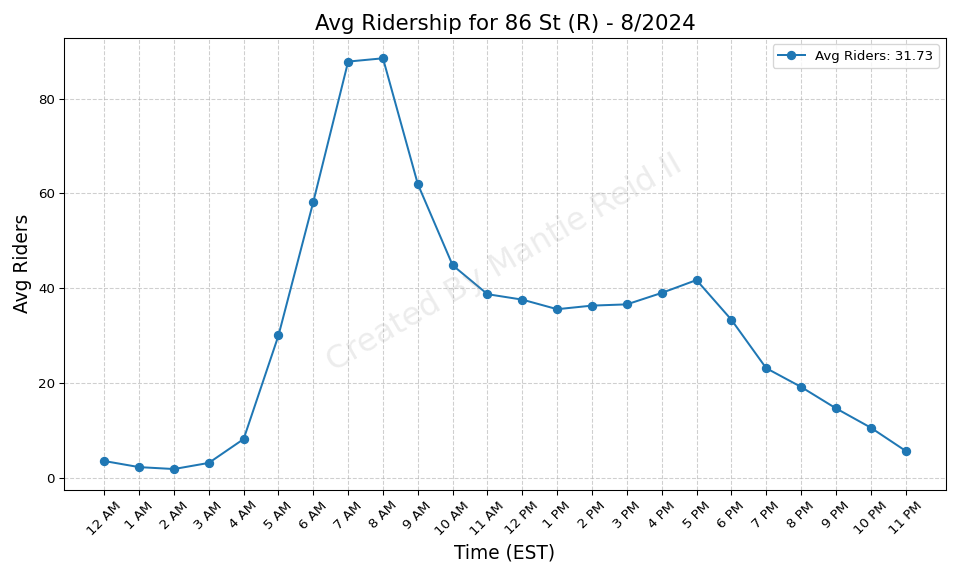 Avg Ridership for 86 St (R) - 8/2024
Avg Riders: 31.73
80
60
40
20
0
Avg Riders
Created By Mantie Reid II
12 AM
1 AM
2 AM
3 AM
4 AM
5 AM
6 AM
7 AM
8 AM
9 AM
10 AM
11 AM
12 PM
1 PM
2 PM
3 PM
4 PM
5 PM
6 PM
7 PM
8 PM
9 PM
10 PM
11 PM
Time (EST)